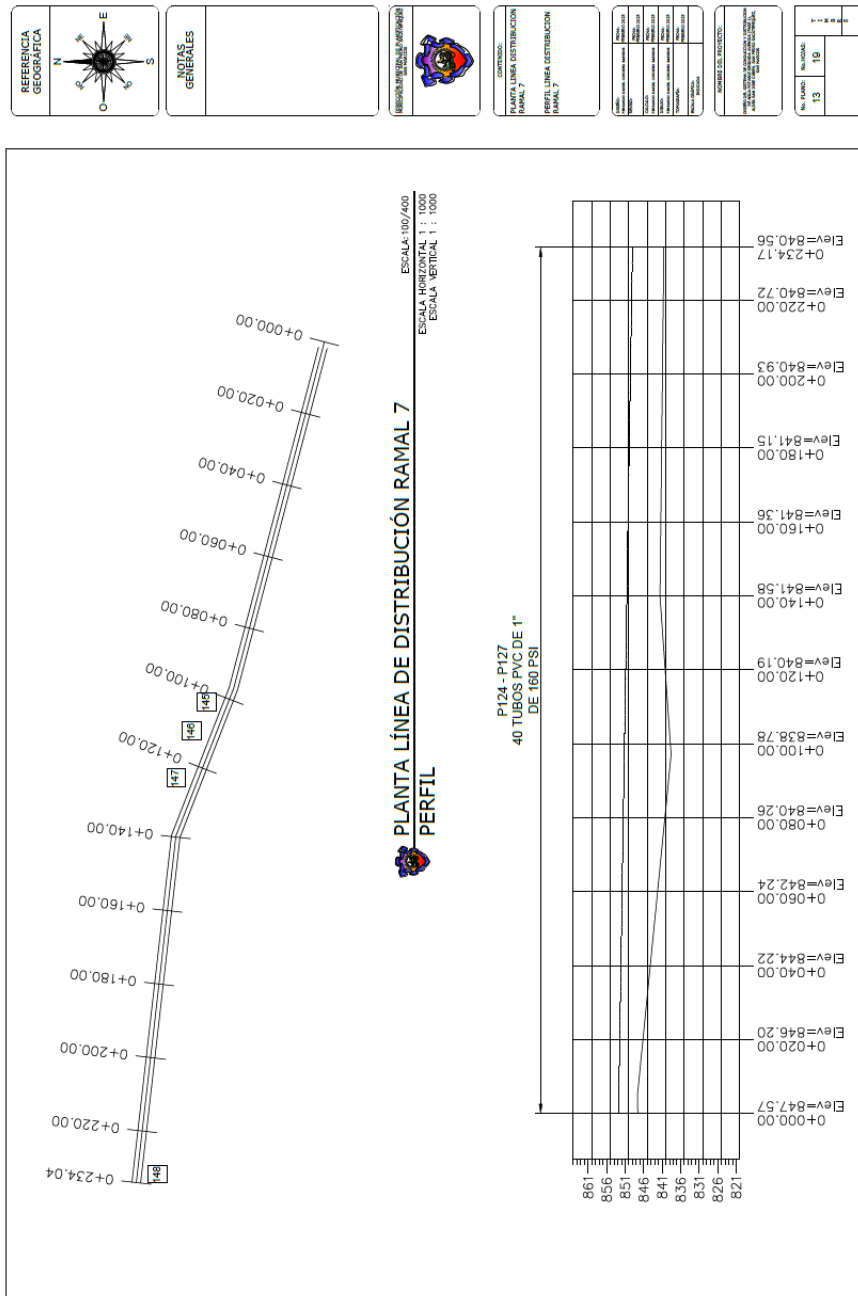 REFERENCIA
GEOGRÁFICA
N
E
S
O
NE
SE
SO
NO
NOTAS
GENERALES
CONTENIDO:
PLANTA LINEA DISTRIBUCION
RAMAL 7
PERFIL LINEA DISTRIBUCION
RAMAL 7
NOMBRE DEL PROYECTO:
No. PLANO:
13
No. HOJAS:
19
PLANTA LÍNEA DE DISTRIBUCIÓN RAMAL 7
ESCALA:100/400
PERFIL
ESCALA HORIZONTAL 1 : 1000
ESCALA VERTICAL 1 : 1000
0+000.00
0+020.00
0+040.00
0+060.00
0+080.00
0+100.00
145
146
0+120.00
147
0+140.00
0+160.00
0+180.00
0+200.00
0+220.00
0+234.04
148
P124 - P127
40 TUBOS PVC DE 1"
DE 160 PSI
861
856
851
846
841
836
831
826
821
0+000.00
Elev=847.57
0+020.00
Elev=846.20
0+040.00
Elev=844.22
0+060.00
Elev=842.24
0+080.00
Elev=840.26
0+100.00
Elev=838.78
0+120.00
Elev=840.19
0+140.00
Elev=841.58
0+160.00
Elev=841.36
0+180.00
Elev=841.15
0+200.00
Elev=840.93
0+220.00
Elev=840.72
0+234.17
Elev=840.56